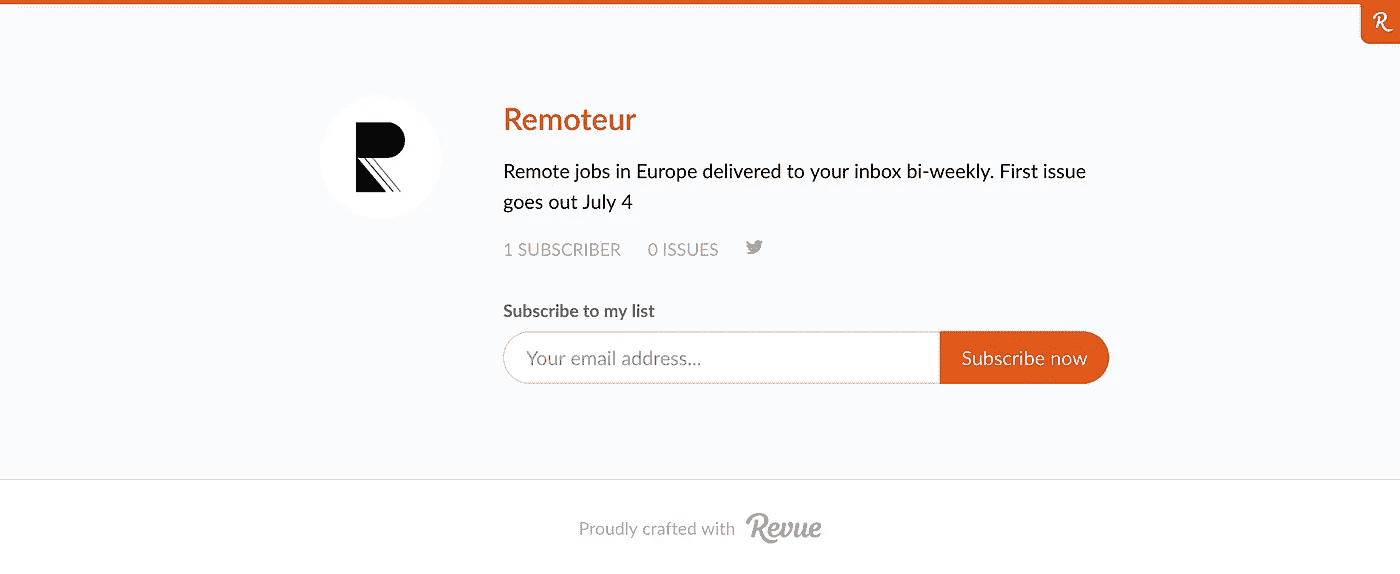 R
R
Remoteur
Remote jobs in Europe delivered to your inbox bi-weekly. First issue
goes out July 4
1 SUBSCRIBER 0 ISSUES
Subscribe to my list
Your email address... Subscribe now
Proudly crafted with Revue